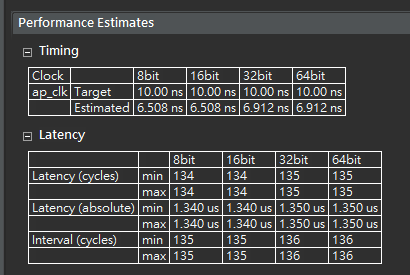 Performance Estimates
Timing
Clock 8bit 16bit 32bit 64bit
ap_clk Target 10.00 ns 10.00 ns 10.00 ns 10.00 ns
Estimated 6.508 ns 6.508 ns 6.912 ns 6.912 ns
Latency
8bit 16bit 32bit 64bit
Latency (cycles) min 134 134 135 135
max 134 134 135 135
Latency (absolute) min 1.340 us 1.340 us 1.350 us 1.350 us
max 1.340 us 1.340 us 1.350 us 1.350 us
Interval (cycles) min 135 135 136 136
max 135 135 136 136